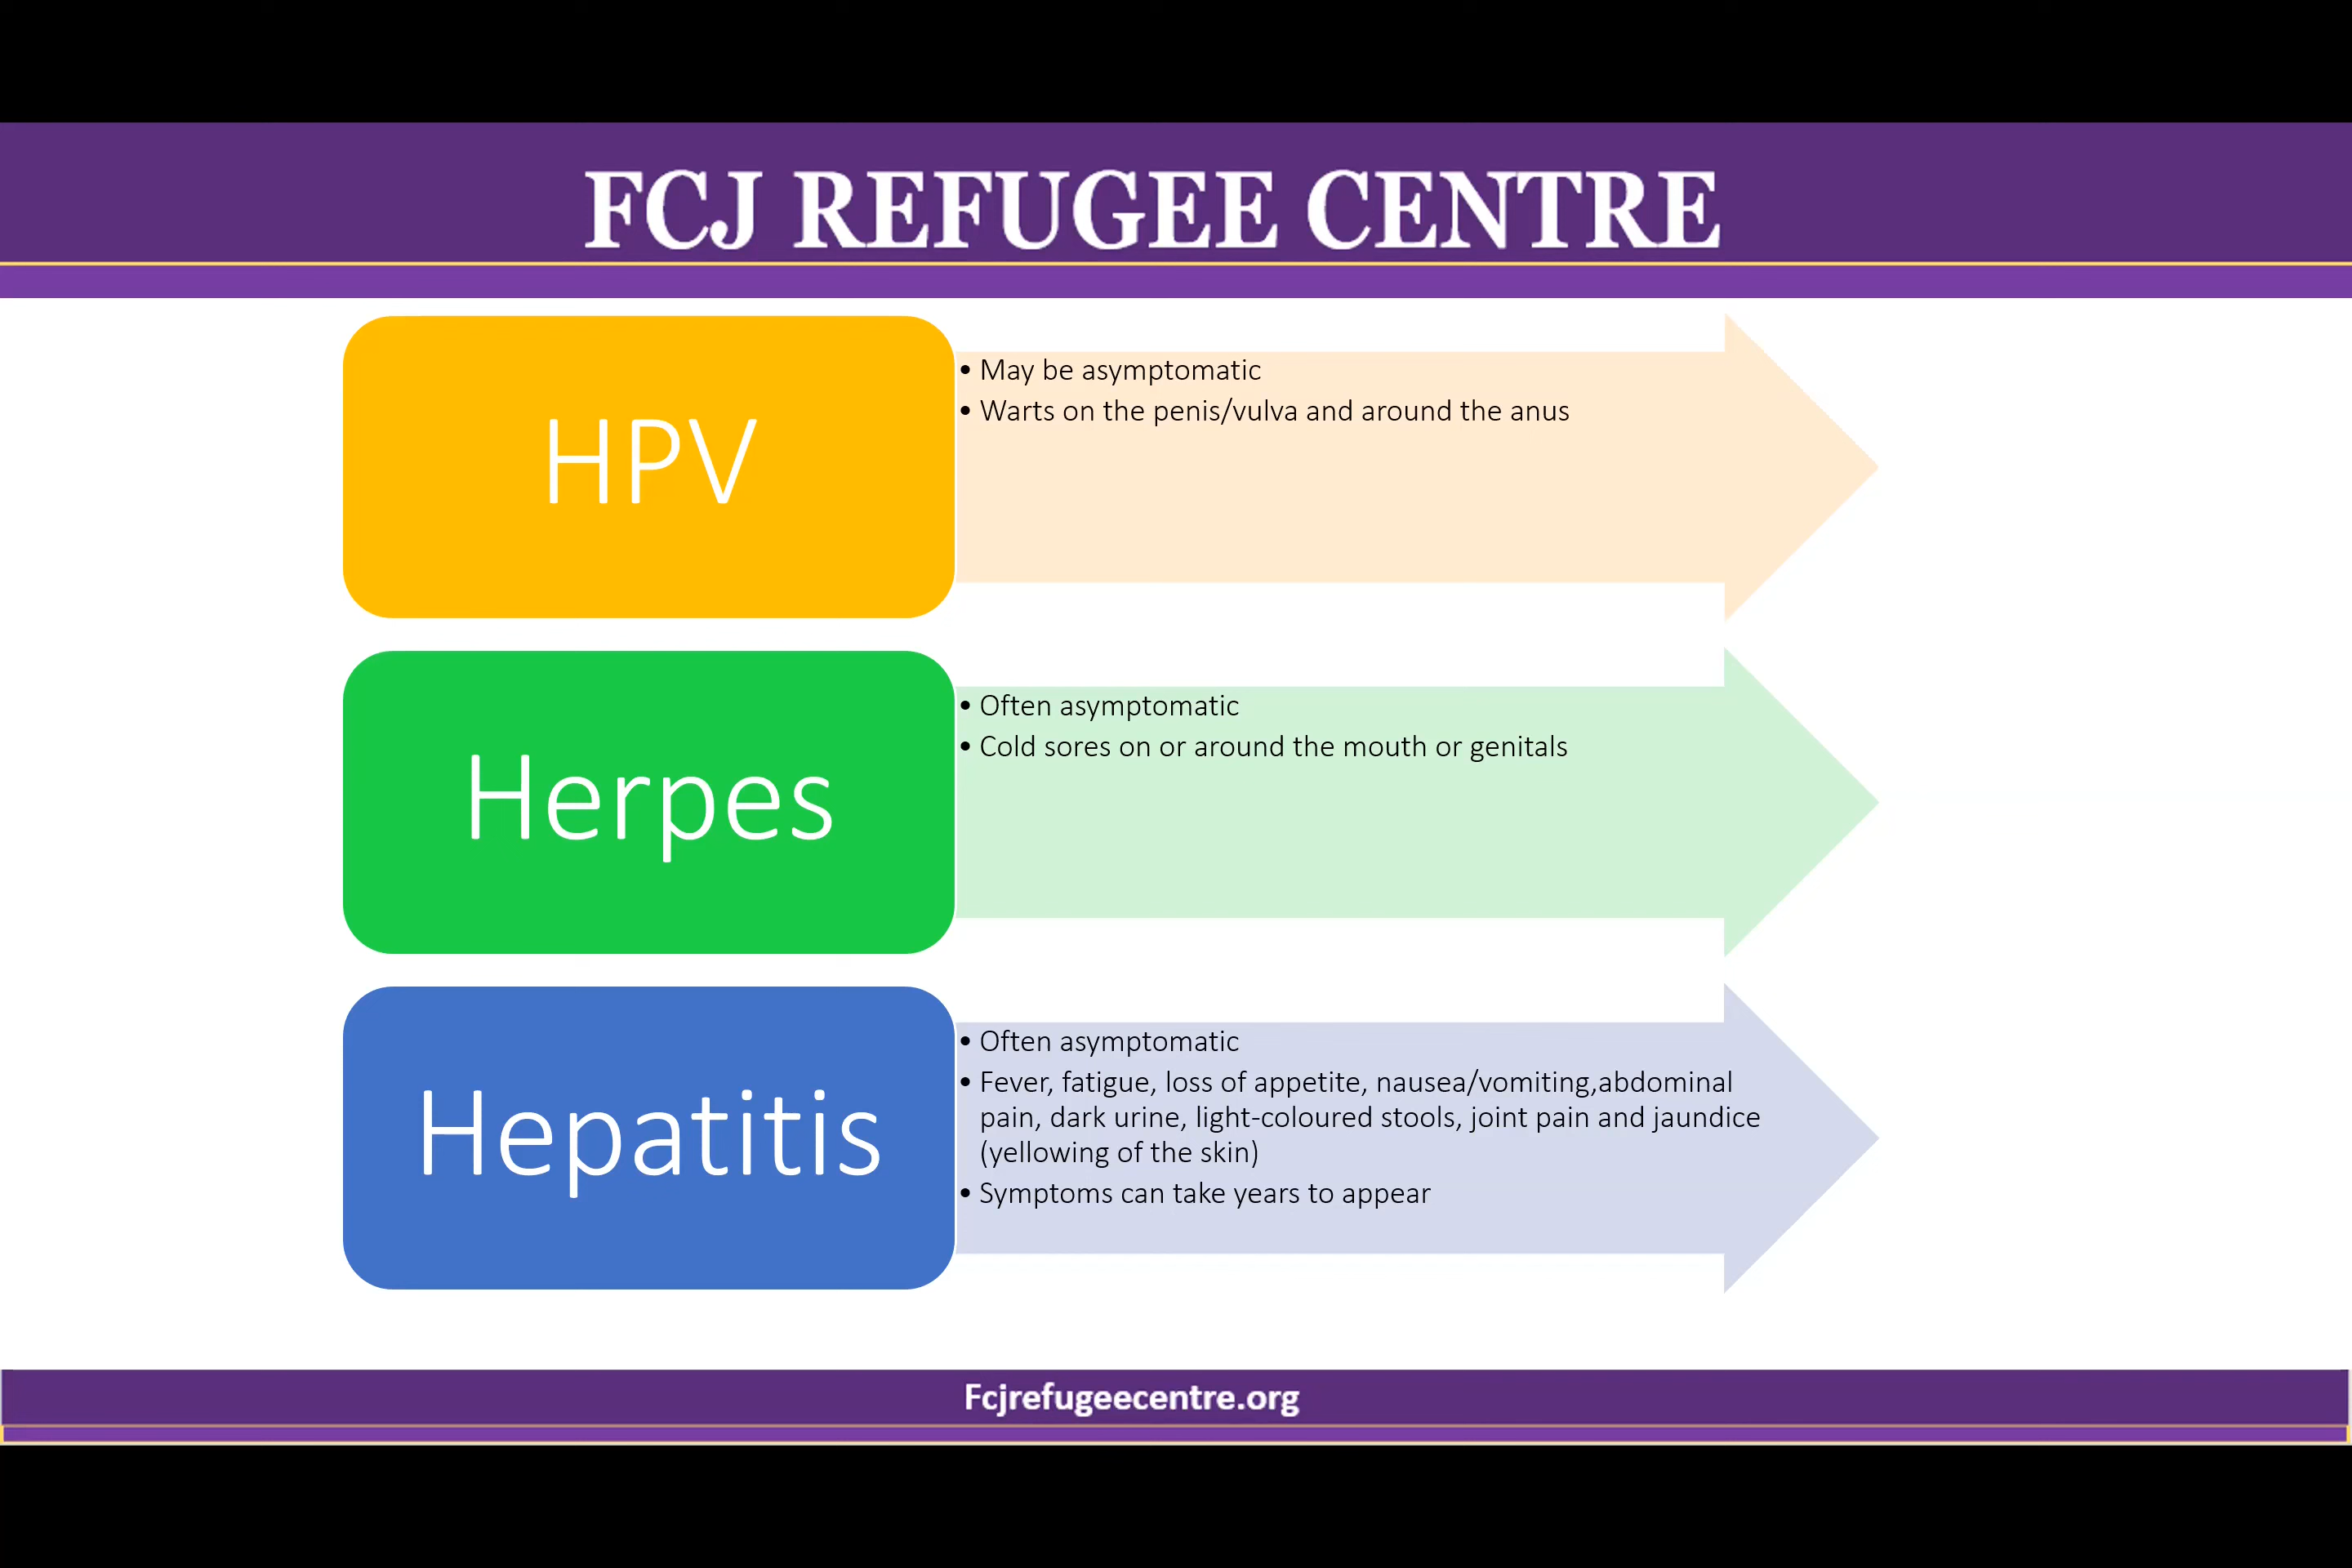 FCJ REFUGEE CENTRE
HPV
• May be asymptomatic
• Warts on the penis/vulva and around the anus
Herpes
• Often asymptomatic
• Cold sores on or around the mouth or genitals
Hepatitis
• Often asymptomatic
• Fever, fatigue, loss of appetite, nausea/vomiting,abdominal
pain, dark urine, light-coloured stools, joint pain and jaundice
(yellowing of the skin)
• Symptoms can take years to appear
Fcjrefugeecentre.org